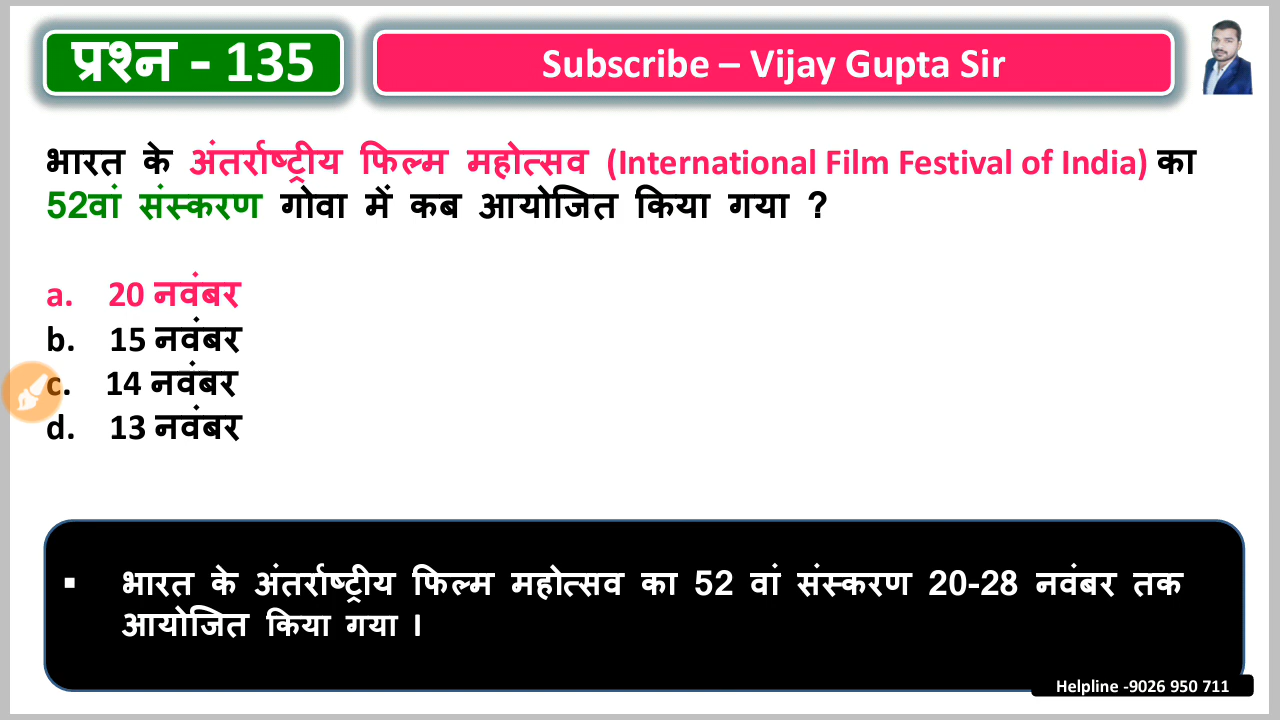 प्रश्न - 135
Subscribe – Vijay Gupta Sir
भारत के अंतर्राष्ट्रीय फिल्म महोत्सव (International Film Festival of India) का
52वां संस्करण गोवा में कब आयोजित किया गया ?
a. 20 नवंबर
b. 15 नवंबर
c. 14 नवंबर
d. 13 नवंबर
▪ भारत के अंतर्राष्ट्रीय फिल्म महोत्सव का 52 वां संस्करण 20-28 नवंबर तक
आयोजित किया गया ।
Helpline -9026 950 711